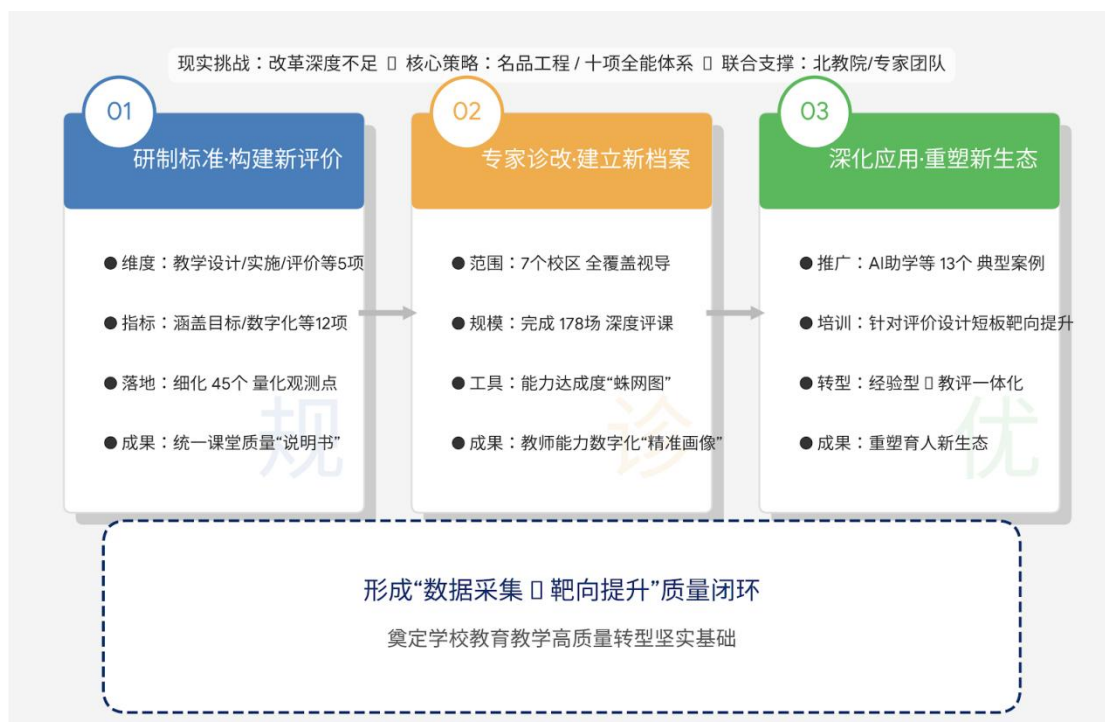 现实挑战：改革深度不足 ▯ 核心策略：名品工程 / 十项全能体系 ▯ 联合支撑：北教院/专家团队
01
研制标准·构建新评价
● 维度：教学设计/实施/评价等5项
● 指标：涵盖目标/数字化等12项
● 落地：细化 45个 量化观测点
● 成果：统一课堂质量“说明书”
规
02
专家诊改·建立新档案
● 范围：7个校区 全覆盖视导
● 规模：完成 178场 深度评课
● 工具：能力达成度“蛛网图”
● 成果：教师能力数字化“精准画像”
诊
03
深化应用·重塑新生态
● 推广：AI助学等 13个 典型案例
● 培训：针对评价设计短板靶向提升
● 转型：经验型 ▯ 教评一体化
● 成果：重塑育人新生态
优
形成“数据采集 ▯ 靶向提升”质量闭环
奠定学校教育教学高质量转型坚实基础